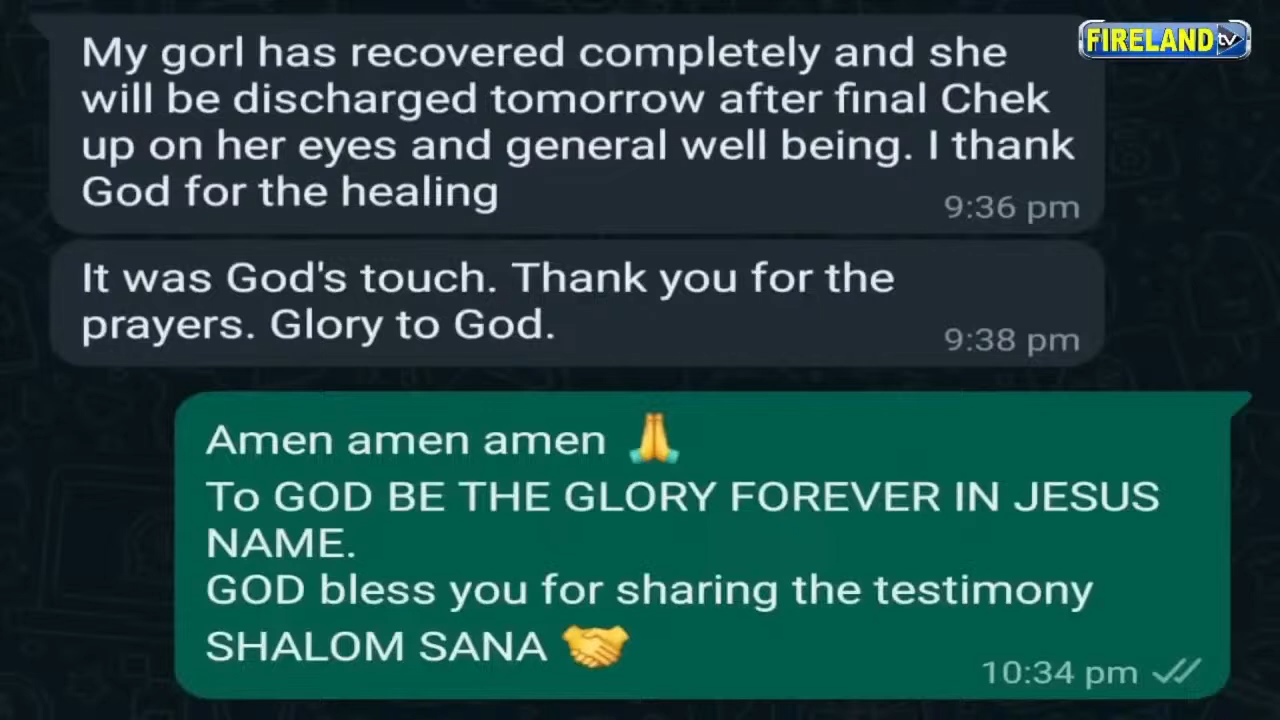 FIRELAND tv
My gorl has recovered completely and she
will be discharged tomorrow after final Chek
up on her eyes and general well being. I thank
God for the healing
9:36 pm
It was God's touch. Thank you for the
prayers. Glory to God.
9:38 pm
Amen amen amen 🙏
To GOD BE THE GLORY FOREVER IN JESUS
NAME.
GOD bless you for sharing the testimony
SHALOM SANA 🤝
10:34 pm